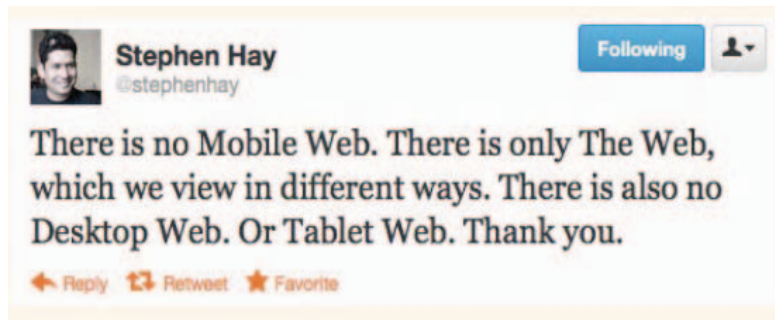 Stephen Hay
@stephenhay
Following
There is no Mobile Web. There is only The Web,
which we view in different ways. There is also no
Desktop Web. Or Tablet Web. Thank you.
Reply Retweet Favorite